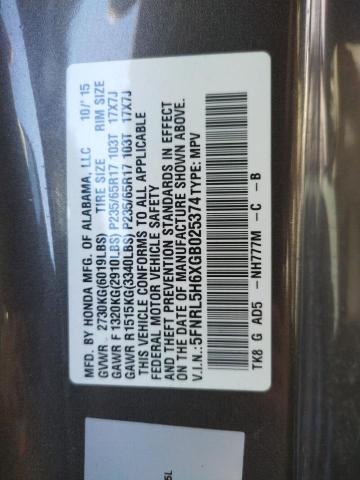 MFD. BY HONDA MFG. OF ALABAMA, LLC 10/'15
GVWR 2730KG(6019LBS) TIRE SIZE RIM SIZE
GAWR F 1320KG(2910LBS) P235/65R17 103T 17X7J
GAWR R1515KG(3340LBS) P235/65R17 103T 17X7J
THIS VEHICLE CONFORMS TO ALL APPLICABLE
FEDERAL MOTOR VEHICLE SAFETY
AND THEFT PREVENTION STANDARDS IN EFFECT
ON THE DATE OF MANUFACTURE SHOWN ABOVE.
V.I.N.: 5FNRL5H6XGB025374 TYPE: MPV
TK8 G AD5 -NH777M -C -B
5L